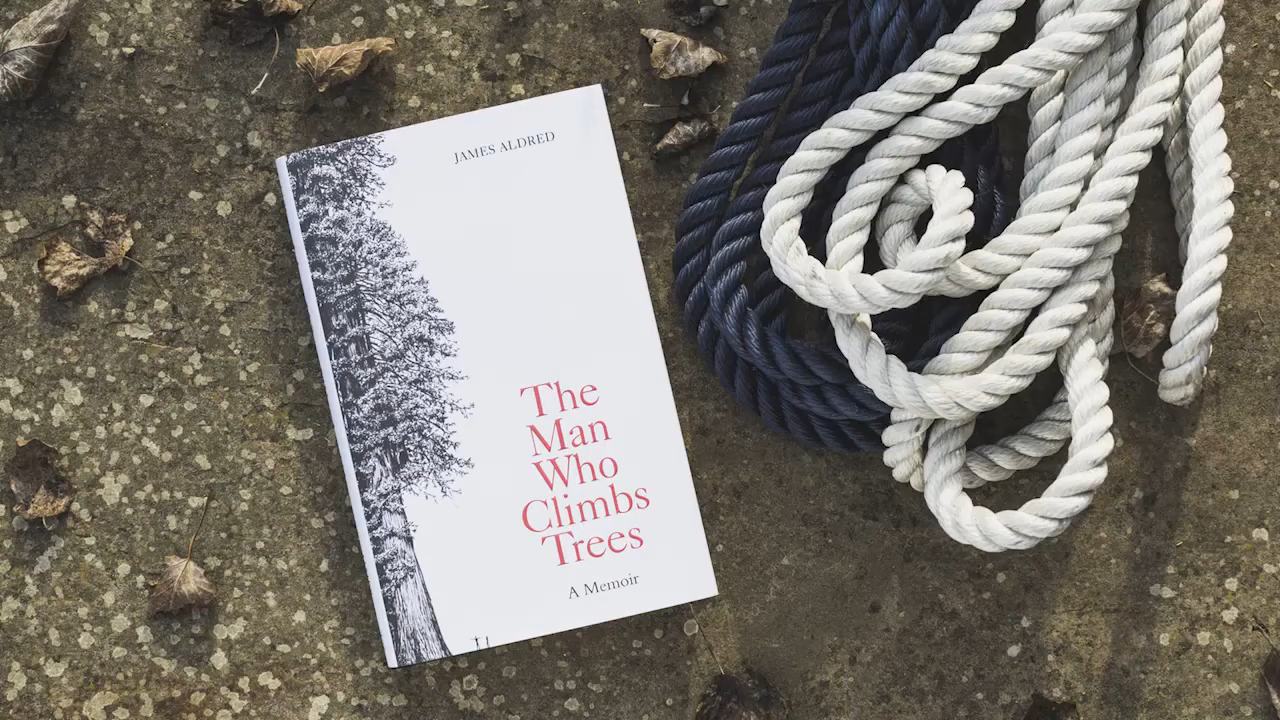 JAMES ALDRED
The
Man
Who
Climbs
Trees
A Memoir